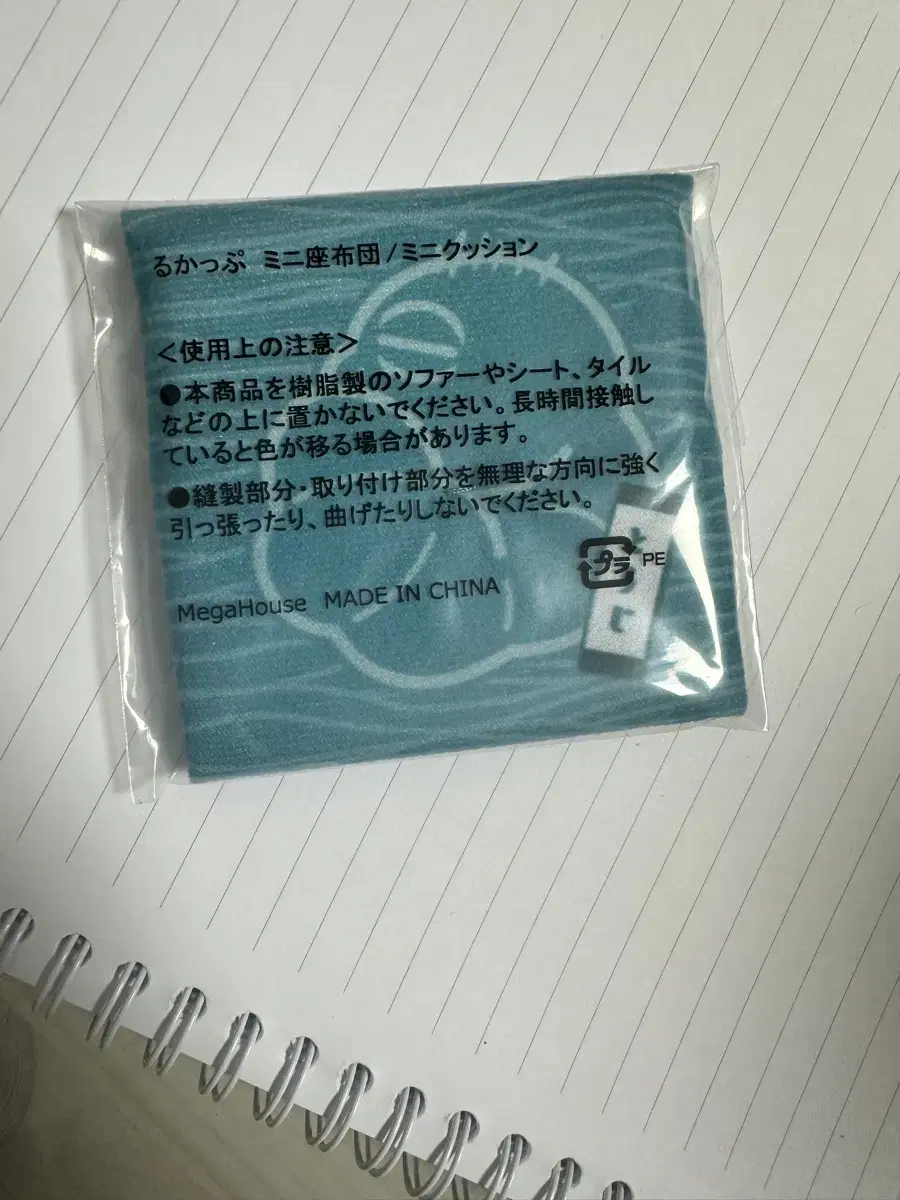 るかっぷ ミニ座布団/ミニクッション
<使用上の注意>
●本商品を樹脂製のソファーやシート、タイル
などの上に置かないでください。長時間接触し
ていると色が移る場合があります。
●縫製部分・取り付け部分を無理な方向に強く
引っ張ったり、曲げたりしないでください。
プラ PE
MegaHouse MADE IN CHINA